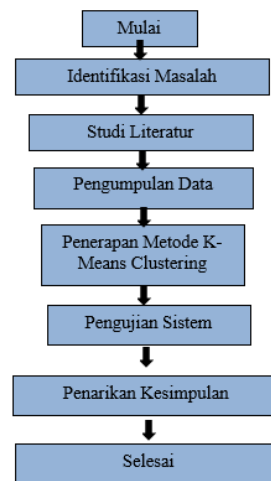 Mulai
Identifikasi Masalah
Studi Literatur
Pengumpulan Data
Penerapan Metode K-
Means Clustering
Pengujian Sistem
Penarikan Kesimpulan
Selesai